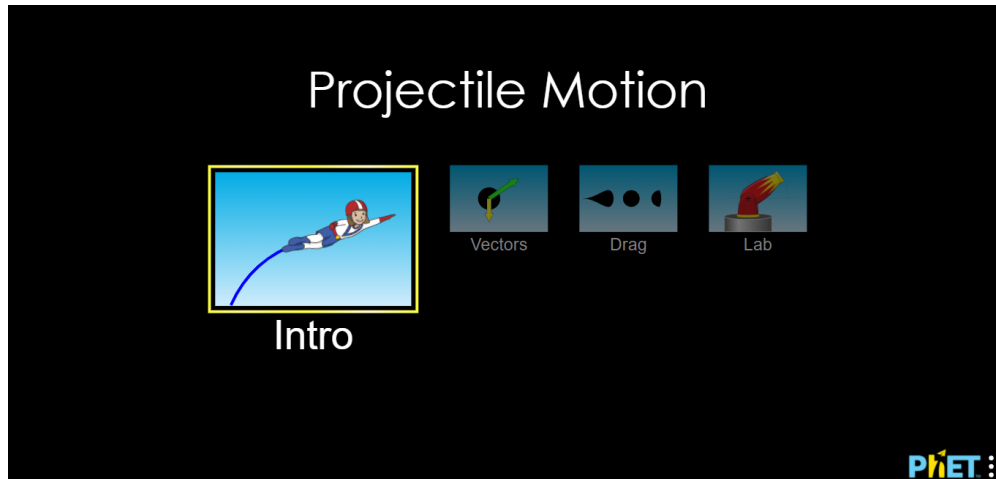 Projectile Motion
Intro
Vectors
Drag
Lab
PhET